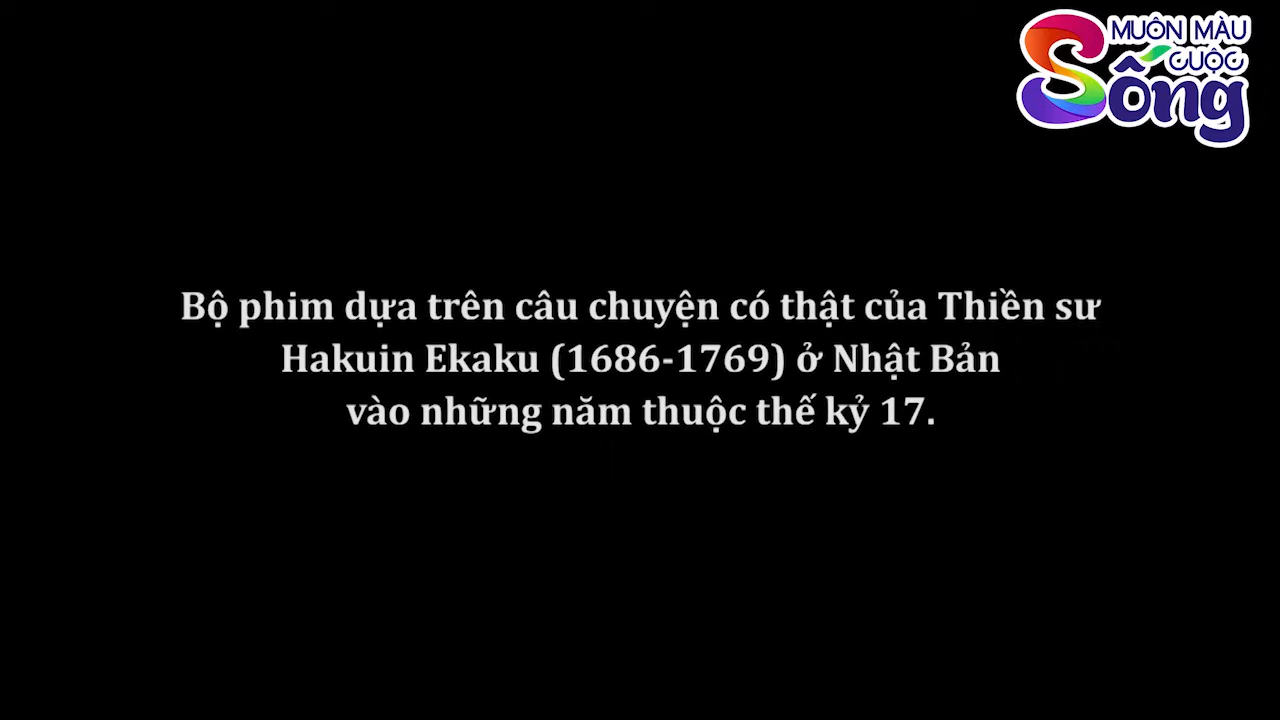 MUÔN MÀU
CUỘC
Sống
Bộ phim dựa trên câu chuyện có thật của Thiền sư
Hakuin Ekaku (1686-1769) ở Nhật Bản
vào những năm thuộc thế kỷ 17.